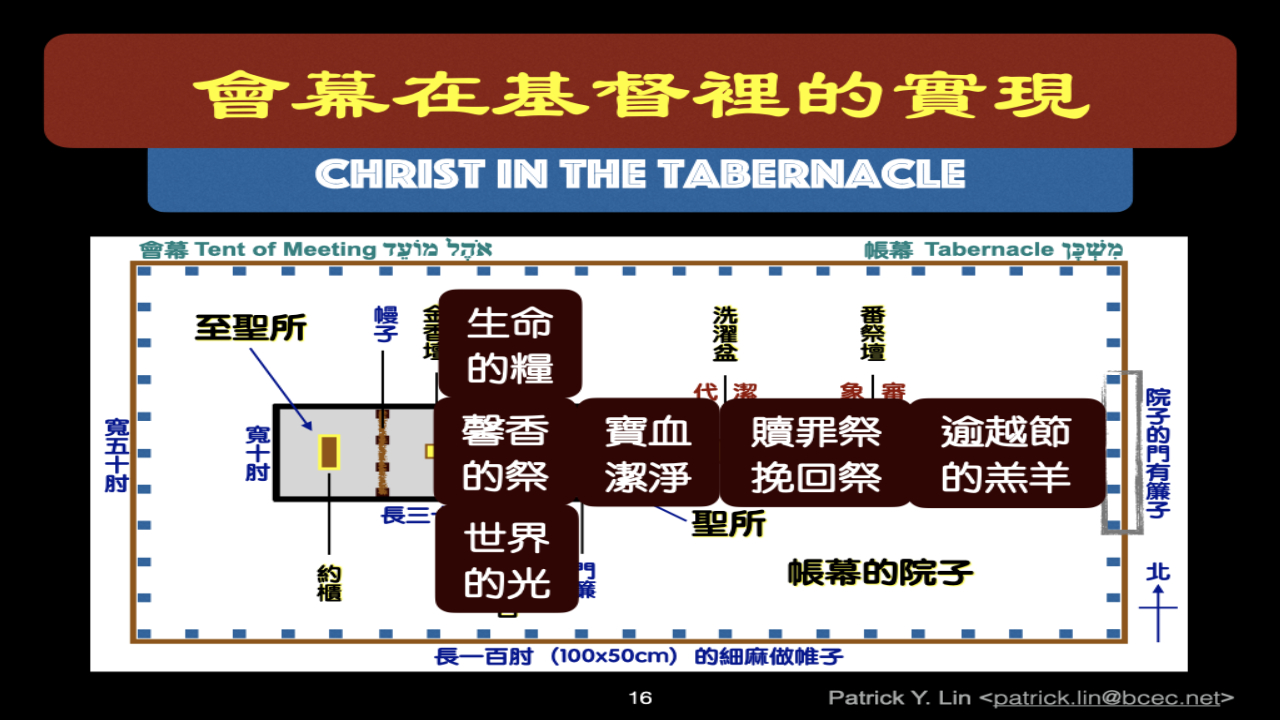 會幕在基督裡的實現
CHRIST IN THE TABERNACLE
會幕 Tent of Meeting אֹהֶל מוֹעֵד
帳幕 Tabernacle מִשְׁכָּן
至聖所
幔子
金香壇
生命
的糧
洗濯盆
番祭壇
代 潔
象 審
寬五十肘
寬十肘
馨香
的祭
寶血
潔淨
贖罪祭
挽回祭
逾越節
的羔羊
院子的門有簾子
長三十
聖所
世界
的光
約櫃
門簾
帳幕的院子
北
長一百肘 (100x50cm) 的細麻做帷子
16
Patrick Y. Lin <patrick.lin@bcec.net>